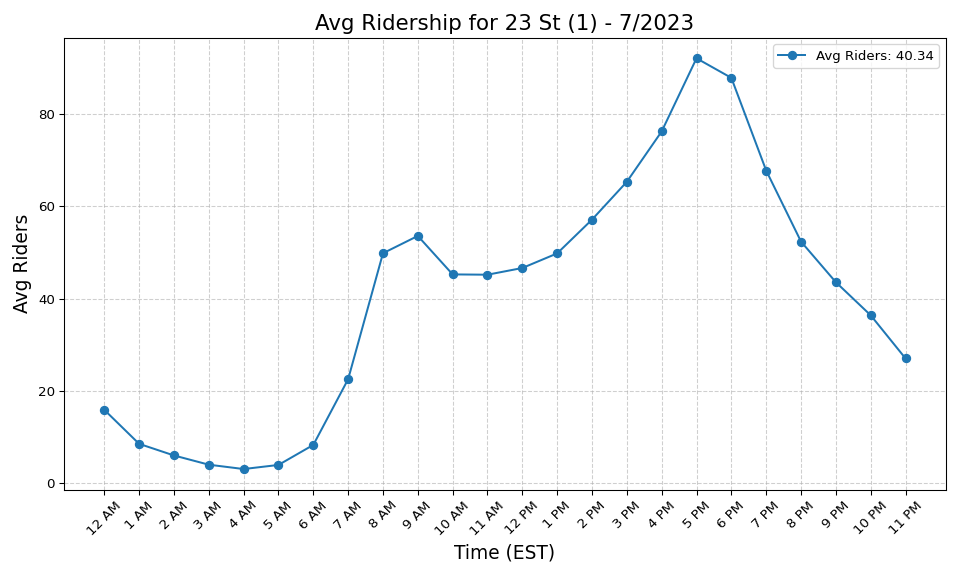 Avg Ridership for 23 St (1) - 7/2023
Avg Riders: 40.34
Avg Riders
80
60
40
20
0
12 AM
1 AM
2 AM
3 AM
4 AM
5 AM
6 AM
7 AM
8 AM
9 AM
10 AM
11 AM
12 PM
1 PM
2 PM
3 PM
4 PM
5 PM
6 PM
7 PM
8 PM
9 PM
10 PM
11 PM
Time (EST)